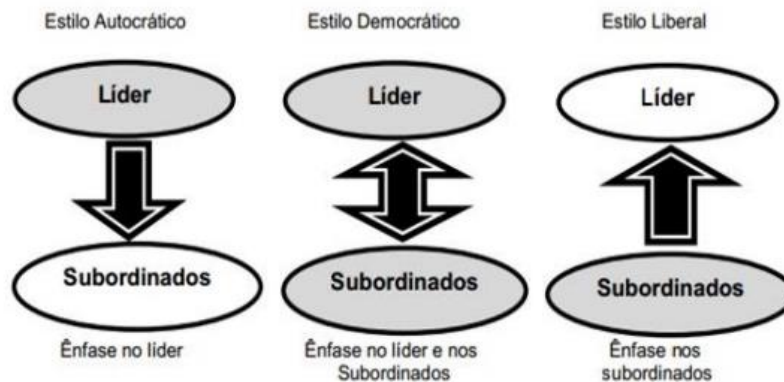 Estilo Autocrático
Líder
Subordinados
Ênfase no líder
Estilo Democrático
Líder
Subordinados
Ênfase no líder e nos
Subordinados
Estilo Liberal
Líder
Subordinados
Ênfase nos
subordinados